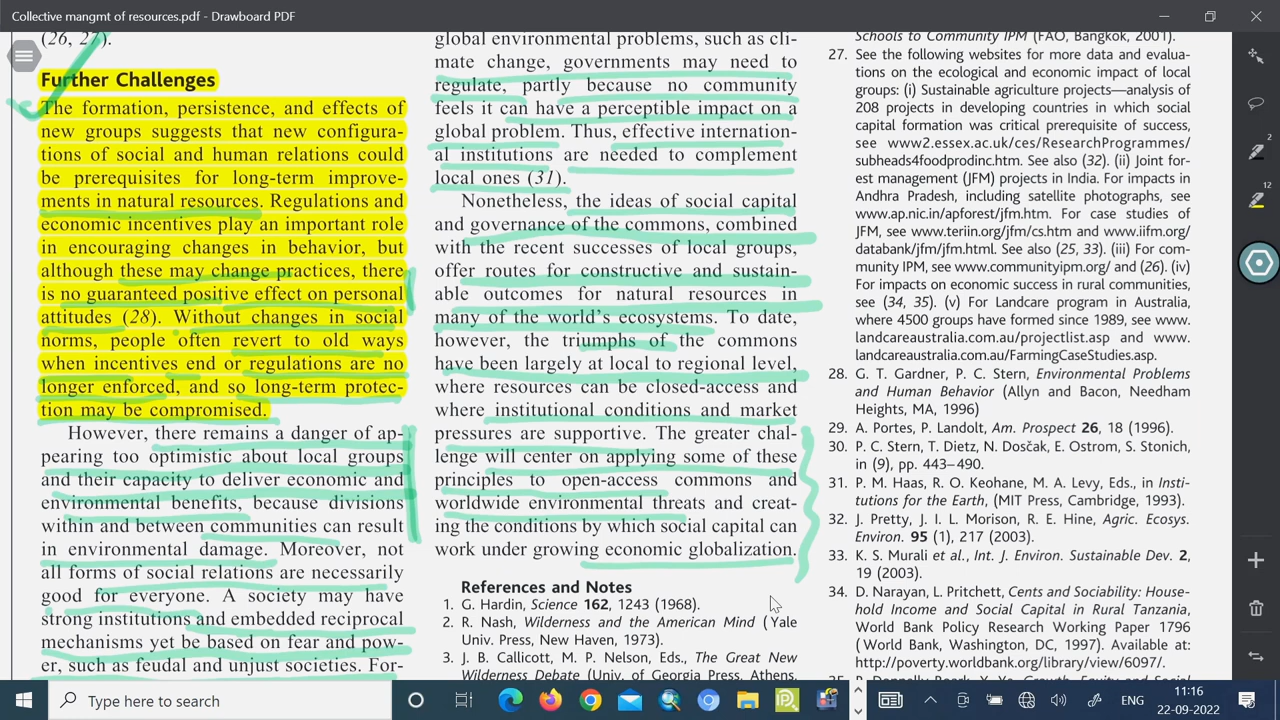 Collective mangmt of resources.pdf - Drawboard PDF
(26, 27).
Further Challenges
The formation, persistence, and effects of
new groups suggests that new configura-
tions of social and human relations could
be prerequisites for long-term improve-
ments in natural resources. Regulations and
economic incentives play an important role
in encouraging changes in behavior, but
although these may change practices, there
is no guaranteed positive effect on personal
attitudes (28). Without changes in social
norms, people often revert to old ways
when incentives end or regulations are no
longer enforced, and so long-term protec-
tion may be compromised.
However, there remains a danger of ap-
pearing too optimistic about local groups
and their capacity to deliver economic and
environmental benefits, because divisions
within and between communities can result
in environmental damage. Moreover, not
all forms of social relations are necessarily
good for everyone. A society may have
strong institutions and embedded reciprocal
mechanisms yet be based on fear and pow-
er, such as feudal and unjust societies. For-
global environmental problems, such as cli-
mate change, governments may need to
regulate, partly because no community
feels it can have a perceptible impact on a
global problem. Thus, effective internation-
al institutions are needed to complement
local ones (31).
Nonetheless, the ideas of social capital
and governance of the commons, combined
with the recent successes of local groups,
offer routes for constructive and sustain-
able outcomes for natural resources in
many of the world's ecosystems. To date,
however, the triumphs of the commons
have been largely at local to regional level,
where resources can be closed-access and
where institutional conditions and market
pressures are supportive. The greater chal-
lenge will center on applying some of these
principles to open-access commons and
worldwide environmental threats and creat-
ing the conditions by which social capital can
work under growing economic globalization.
References and Notes
1. G. Hardin, Science 162, 1243 (1968).
2. R. Nash, Wilderness and the American Mind (Yale
Univ. Press, New Haven, 1973).
3. J. B. Callicott, M. P. Nelson, Eds., The Great New
Wilderness Debate (Univ. of Georgia Press, Athens,
Schools to Community IPM (FAO, Bangkok, 2001).
27. See the following websites for more data and evalua-
tions on the ecological and economic impact of local
groups: (i) Sustainable agriculture projects—analysis of
208 projects in developing countries in which social
capital formation was critical prerequisite of success,
see www2.essex.ac.uk/ces/ResearchProgrammes/
subheads4foodprodinc.htm. See also (32). (ii) Joint for-
est management (JFM) projects in India. For impacts in
Andhra Pradesh, including satellite photographs, see
www.ap.nic.in/apforest/jfm.htm. For case studies of
JFM, see www.teriin.org/jfm/cs.htm and www.iifm.org/
databank/jfm/jfm.html. See also (25, 33). (iii) For com-
munity IPM, see www.communityipm.org/ and (26). (iv)
For impacts on economic success in rural communities,
see (34, 35). (v) For Landcare program in Australia,
where 4500 groups have formed since 1989, see www.
landcareaustralia.com.au/projectlist.asp and www.
landcareaustralia.com.au/FarmingCaseStudies.asp.
28. G. T. Gardner, P. C. Stern, Environmental Problems
and Human Behavior (Allyn and Bacon, Needham
Heights, MA, 1996)
29. A. Portes, P. Landolt, Am. Prospect 26, 18 (1996).
30. P. C. Stern, T. Dietz, N. Dosčak, E. Ostrom, S. Stonich,
in (9), pp. 443–490.
31. P. M. Haas, R. O. Keohane, M. A. Levy, Eds., in Insti-
tutions for the Earth, (MIT Press, Cambridge, 1993).
32. J. Pretty, J. I. L. Morison, R. E. Hine, Agric. Ecosys.
Environ. 95 (1), 217 (2003).
33. K. S. Murali et al., Int. J. Environ. Sustainable Dev. 2,
19 (2003).
34. D. Narayan, L. Pritchett, Cents and Sociability: House-
hold Income and Social Capital in Rural Tanzania,
World Bank Policy Research Working Paper 1796
(World Bank, Washington, DC, 1997). Available at:
http://poverty.worldbank.org/library/view/6097/.
2
2
Type here to search
ENG
11:16
22-09-2022